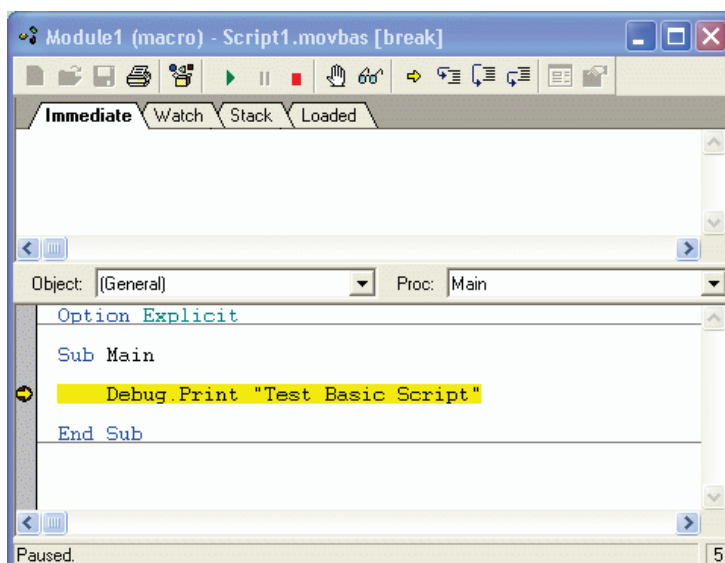 Module1 (macro) - Script1.movbas [break]
Immediate Watch Stack Loaded
Object: (General) Proc: Main
Option Explicit
Sub Main
Debug.Print "Test Basic Script"
End Sub
Paused. 5